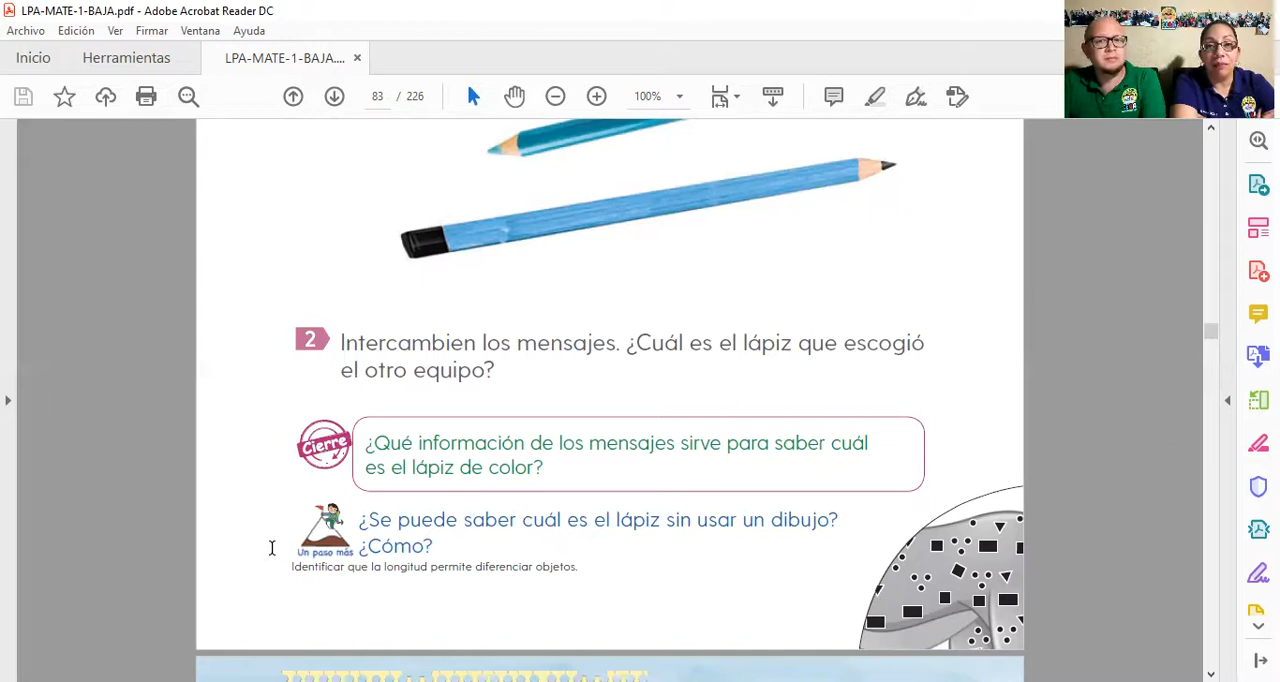 LPA-MATE-1-BAJA.pdf - Adobe Acrobat Reader DC
Archivo Edición Ver Firmar Ventana Ayuda
Inicio Herramientas LPA-MATE-1-BAJA.... ×
83 / 226 100%
2 Intercambien los mensajes. ¿Cuál es el lápiz que escogió
el otro equipo?
Cierre
¿Qué información de los mensajes sirve para saber cuál
es el lápiz de color?
¿Se puede saber cuál es el lápiz sin usar un dibujo?
Un paso más ¿Cómo?
Identificar que la longitud permite diferenciar objetos.